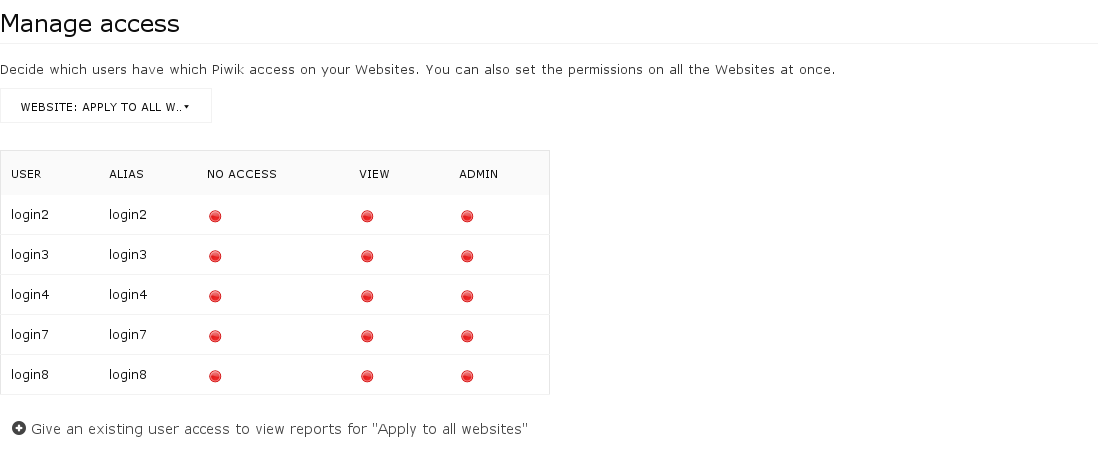 Manage access
Decide which users have which Piwik access on your Websites. You can also set the permissions on all the Websites at once.
WEBSITE: APPLY TO ALL W..
USER ALIAS NO ACCESS VIEW ADMIN
login2 login2
login3 login3
login4 login4
login7 login7
login8 login8
Give an existing user access to view reports for "Apply to all websites"